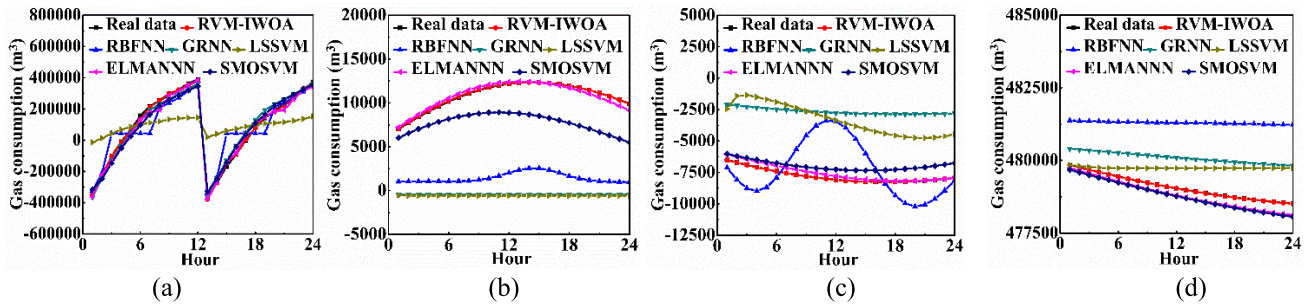 Real data RVM-IWOA
RBFNN GRNN LSSVM
ELMANNN SMOSVM
Gas consumption (m³)
800000
600000
400000
200000
0
-200000
-400000
-600000
0 6 12 18 24
Hour
(a)
Real data RVM-IWOA
RBFNN GRNN LSSVM
ELMANNN SMOSVM
Gas consumption (m³)
20000
15000
10000
5000
0
-5000
0 6 12 18 24
Hour
(b)
Real data RVM-IWOA
RBFNN GRNN LSSVM
ELMANNN SMOSVM
Gas consumption (m³)
5000
2500
0
-2500
-5000
-7500
-10000
-12500
0 6 12 18 24
Hour
(c)
Real data RVM-IWOA
RBFNN GRNN LSSVM
ELMANNN SMOSVM
Gas consumption (m³)
485000
482500
480000
477500
0 6 12 18 24
Hour
(d)